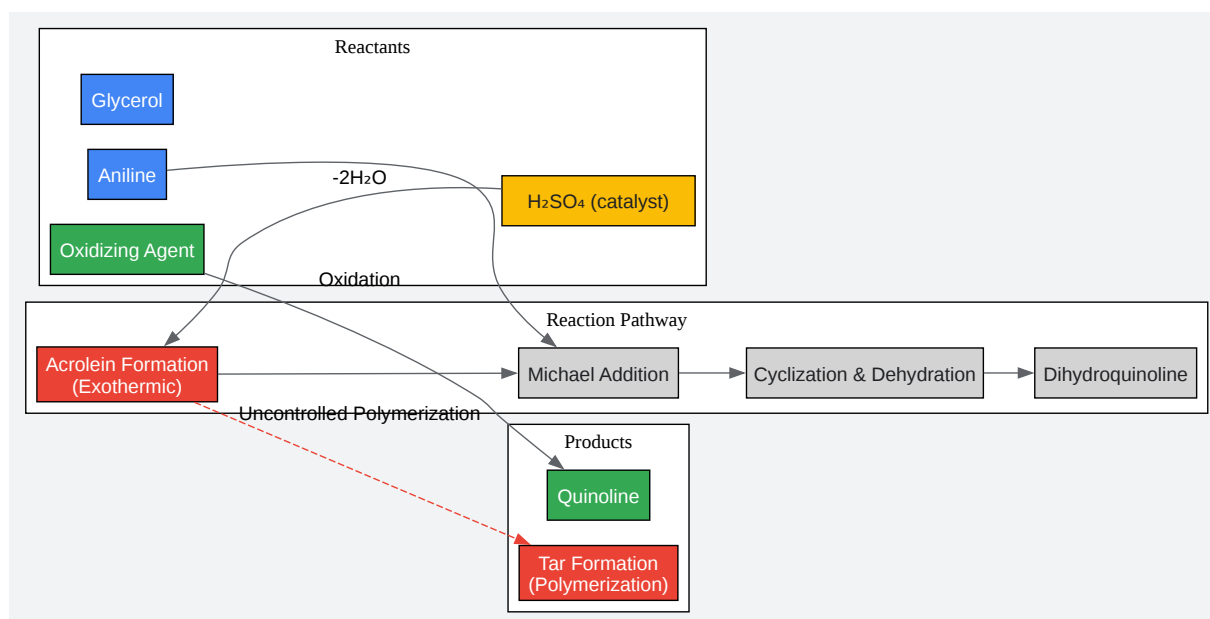 Reactants
Glycerol
Aniline
-2H₂O
H₂SO₄ (catalyst)
Oxidizing Agent
Oxidation
Reaction Pathway
Acrolein Formation
(Exothermic)
Michael Addition
Cyclization & Dehydration
Dihydroquinoline
Uncontrolled Polymerization
Products
Quinoline
Tar Formation
(Polymerization)